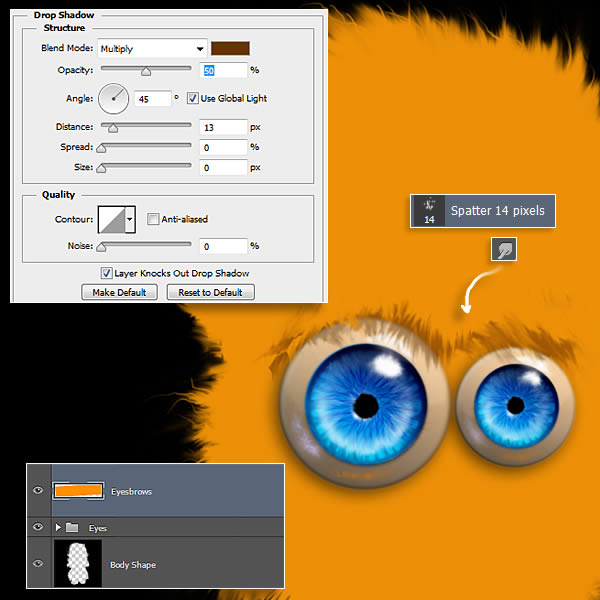 Drop Shadow
Structure
Blend Mode: Multiply
Opacity: 50 %
Angle: 45 ° Use Global Light
Distance: 13 px
Spread: 0 %
Size: 0 px
Quality
Contour: Anti-aliased
Noise: 0 %
Layer Knocks Out Drop Shadow
Make Default Reset to Default
14 Spatter 14 pixels
Eyesbrows
Eyes
Body Shape